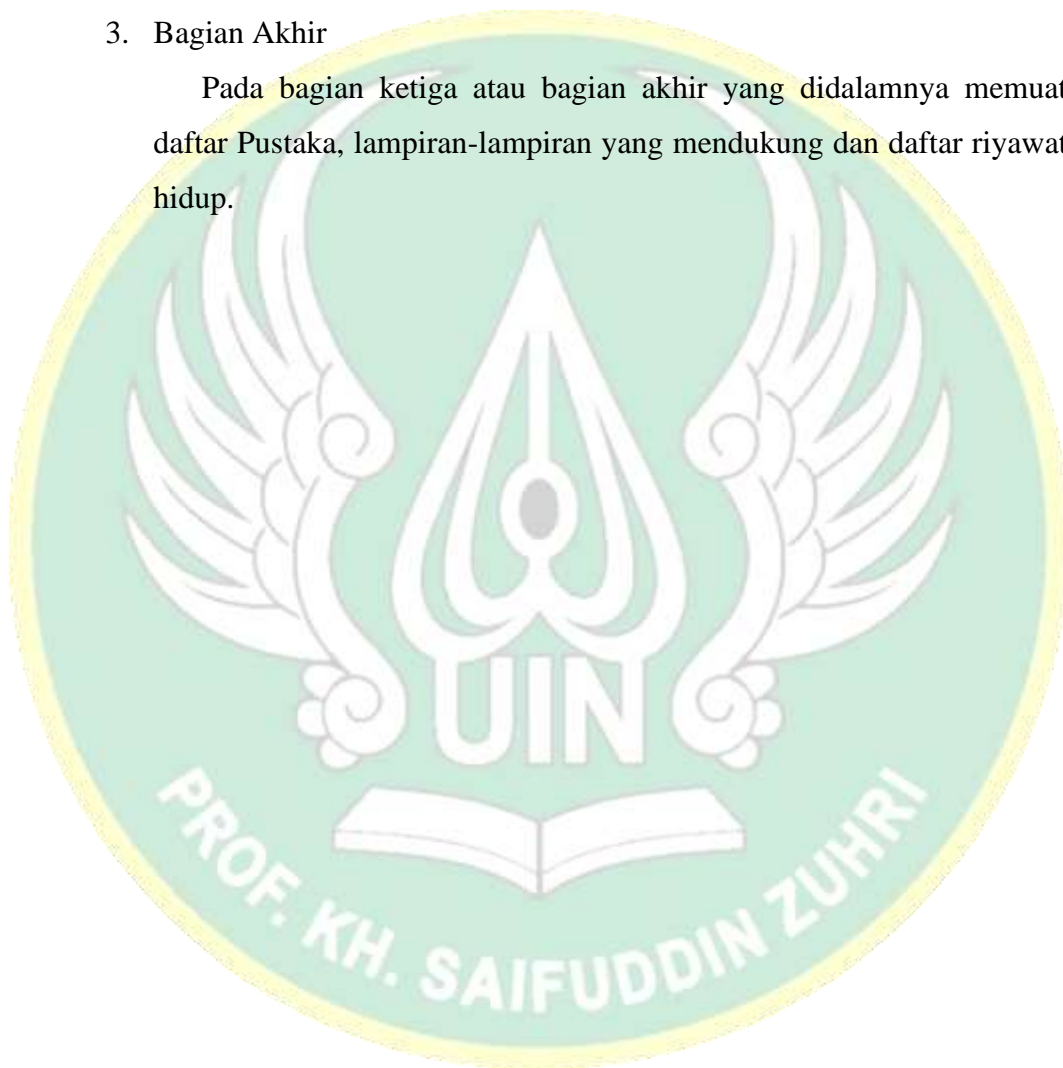 3. Bagian Akhir
Pada bagian ketiga atau bagian akhir yang didalamnya memuat
daftar Pustaka, lampiran-lampiran yang mendukung dan daftar riyawat
hidup.
UIN
PROF. KH. SAIFUDDIN ZUHRI